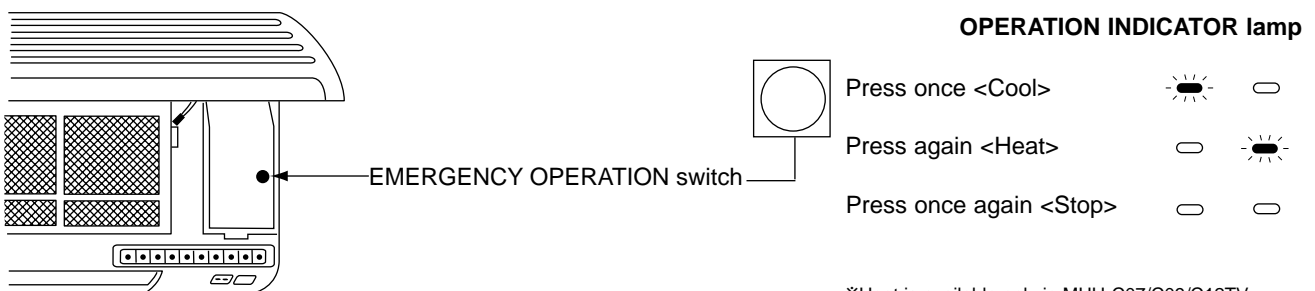 OPERATION INDICATOR lamp
Press once <Cool>
Press again <Heat>
EMERGENCY OPERATION switch
Press once again <Stop>